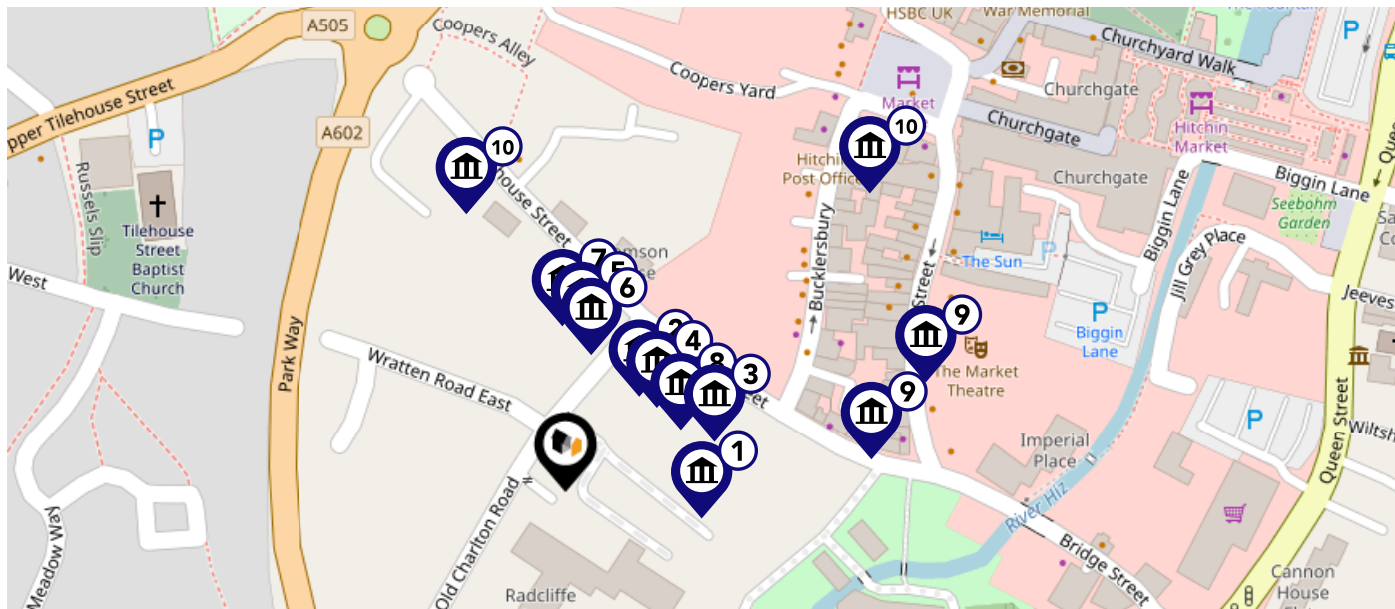 HSBC UK
War Memorial
A505
Coopers Alley
Churchyard Walk
P
Coopers Yard
Market
Churchgate
Hitchin
Market
Upper Tilehouse Street
A602
P
10
10
Churchgate
Hitchin
Post Office
Churchgate
Biggin Lane
Seebohm
Garden
Russels Slip
Tilehouse
Street
Baptist
Church
house Street
Bucklersbury
Street
The Sun
P
Biggin Lane
Jill Grey Place
West
7
5
6
Jeeves
P
Biggin
Lane
2
4
8
3
9
9
The Market
Theatre
Park Way
Wratten Road East
1
P
Queen Street
Wiltsh
Imperial
Place
River Hiz
Old Charlton Road
Meadow Way
Bridge Street
Radcliffe
Cannon
House